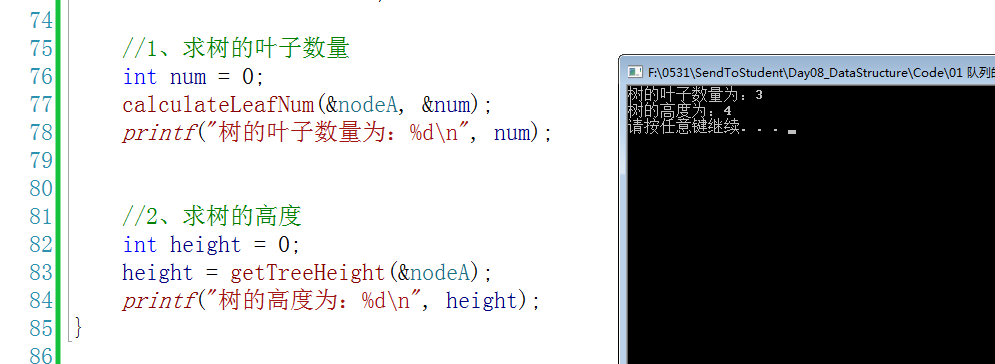 74
75 //1、求树的叶子数量
76 int num = 0;
77 calculateLeafNum(&nodeA, &num);
78 printf("树的叶子数量为：%d\n", num);
79
80
81 //2、求树的高度
82 int height = 0;
83 height = getTreeHeight(&nodeA);
84 printf("树的高度为：%d\n", height);
85 }
86
F:\0531\SendToStudent\Day08_DataStructure\Code\01 队列的
树的叶子数量为：3
树的高度为：4
请按任意键继续. . .